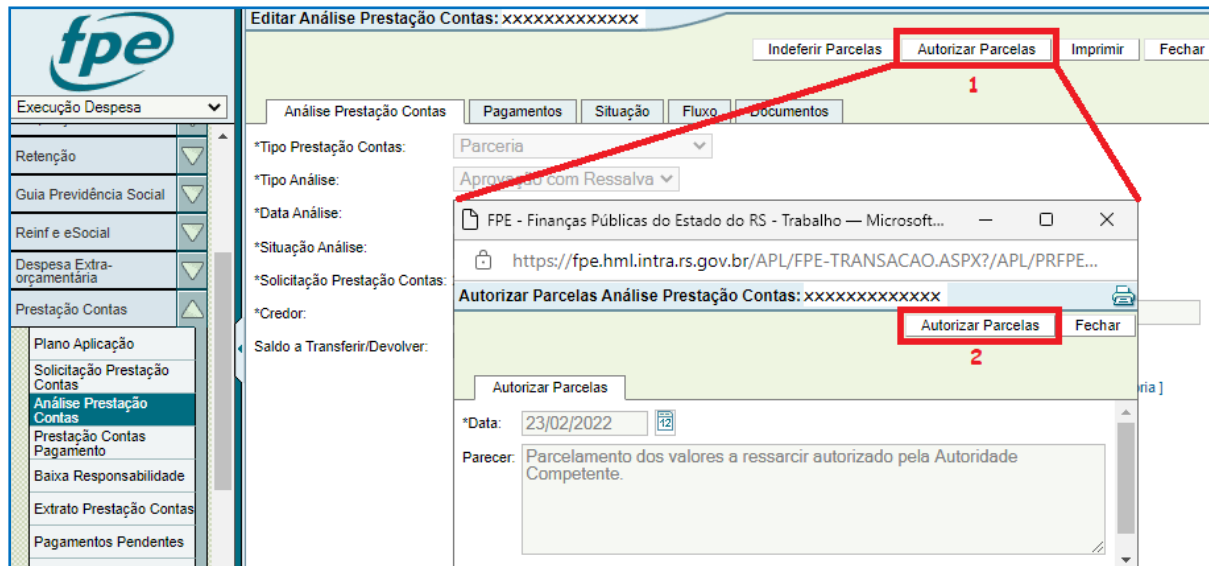 fpe
Execução Despesa
Retenção
Guia Previdência Social
Reinf e eSocial
Despesa Extra-
orçamentária
Prestação Contas
Plano Aplicação
Solicitação Prestação
Contas
Análise Prestação
Contas
Prestação Contas
Pagamento
Baixa Responsabilidade
Extrato Prestação Contas
Pagamentos Pendentes
Editar Análise Prestação Contas: xxxxxxxxxxxxx
Indeferir Parcelas Autorizar Parcelas Imprimir Fechar
1
Análise Prestação Contas Pagamentos Situação Fluxo Documentos
*Tipo Prestação Contas: Parceria
*Tipo Análise: Aprovação com Ressalva
*Data Análise:
*Situação Análise:
*Solicitação Prestação Contas:
*Credor:
Saldo a Transferir/Devolver:
FPE - Finanças Públicas do Estado do RS - Trabalho — Microsoft...
https://fpe.hml.intra.rs.gov.br/APL/FPE-TRANSACAO.ASPX?/APL/PRFPE...
Autorizar Parcelas Análise Prestação Contas: xxxxxxxxxxxxx
Autorizar Parcelas Fechar
2
Autorizar Parcelas
*Data: 23/02/2022
12
Parecer: Parcelamento dos valores a ressarcir autorizado pela Autoridade
Competente.